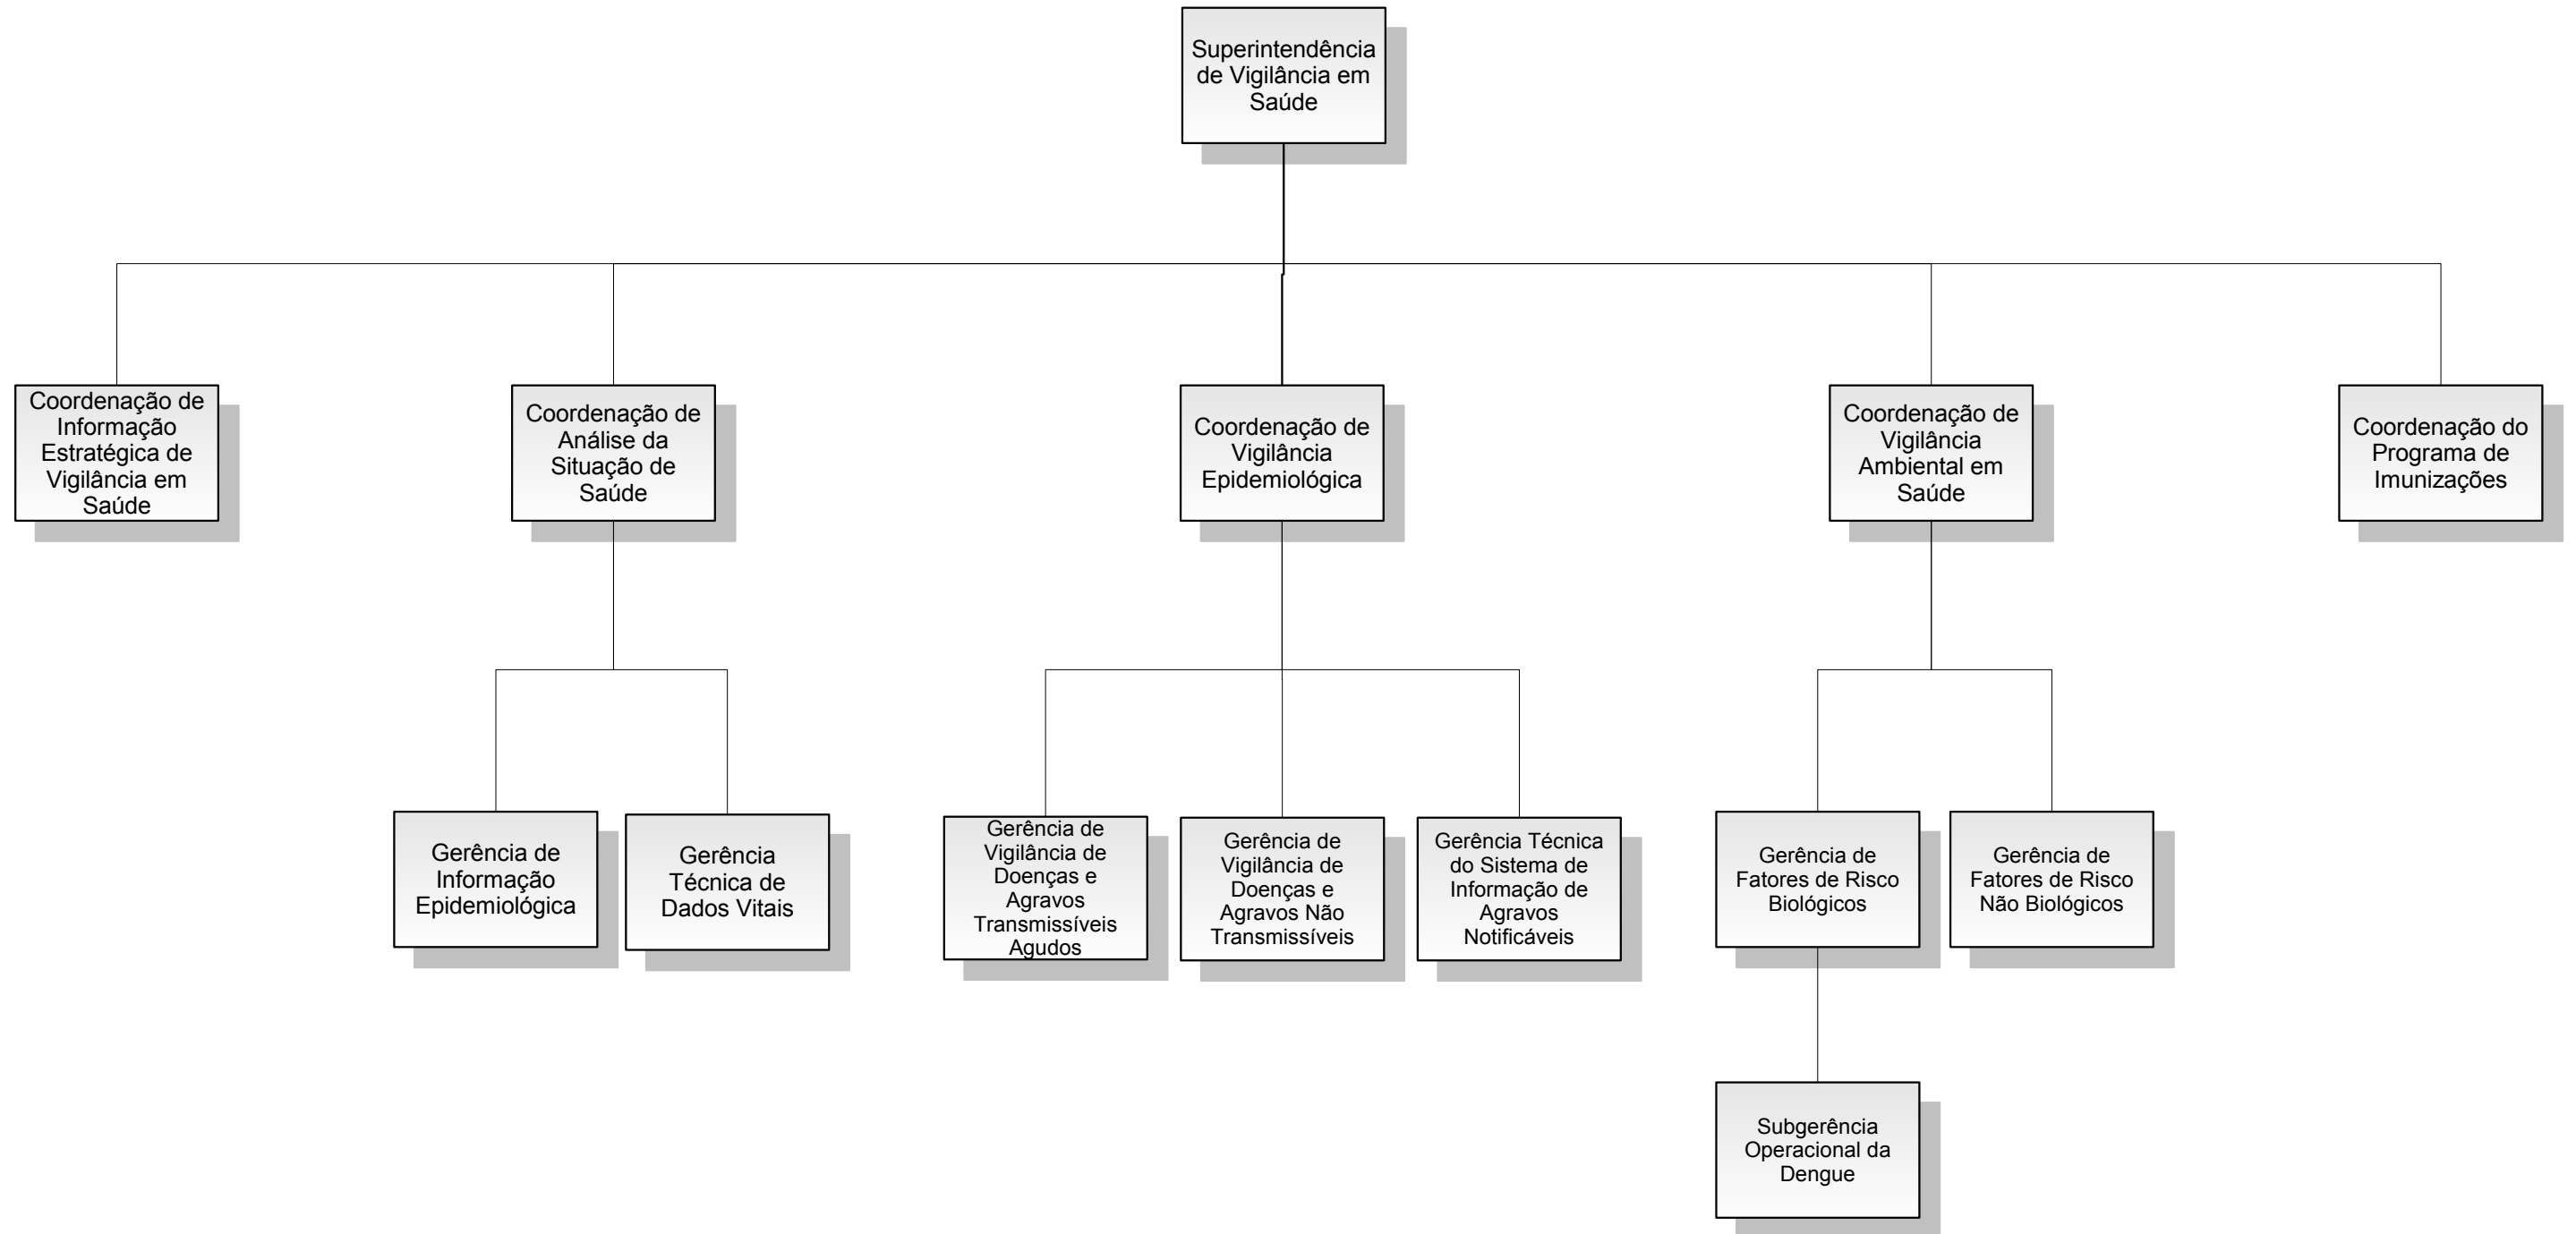 Superintendência
de Vigilância em
Saúde
Coordenação de
Informação
Estratégica de
Vigilância em
Saúde
Coordenação de
Análise da
Situação de
Saúde
Coordenação de
Vigilância
Epidemiológica
Coordenação de
Vigilância
Ambiental em
Saúde
Coordenação do
Programa de
Imunizações
Gerência de
Informação
Epidemiológica
Gerência
Técnica de
Dados Vitais
Gerência de
Vigilância de
Doenças e
Agravos
Transmissíveis
Agudos
Gerência de
Vigilância de
Doenças e
Agravos Não
Transmissíveis
Gerência Técnica
do Sistema de
Informação de
Agravos
Notificáveis
Gerência de
Fatores de Risco
Biológicos
Gerência de
Fatores de Risco
Não Biológicos
Subgerência
Operacional da
Dengue